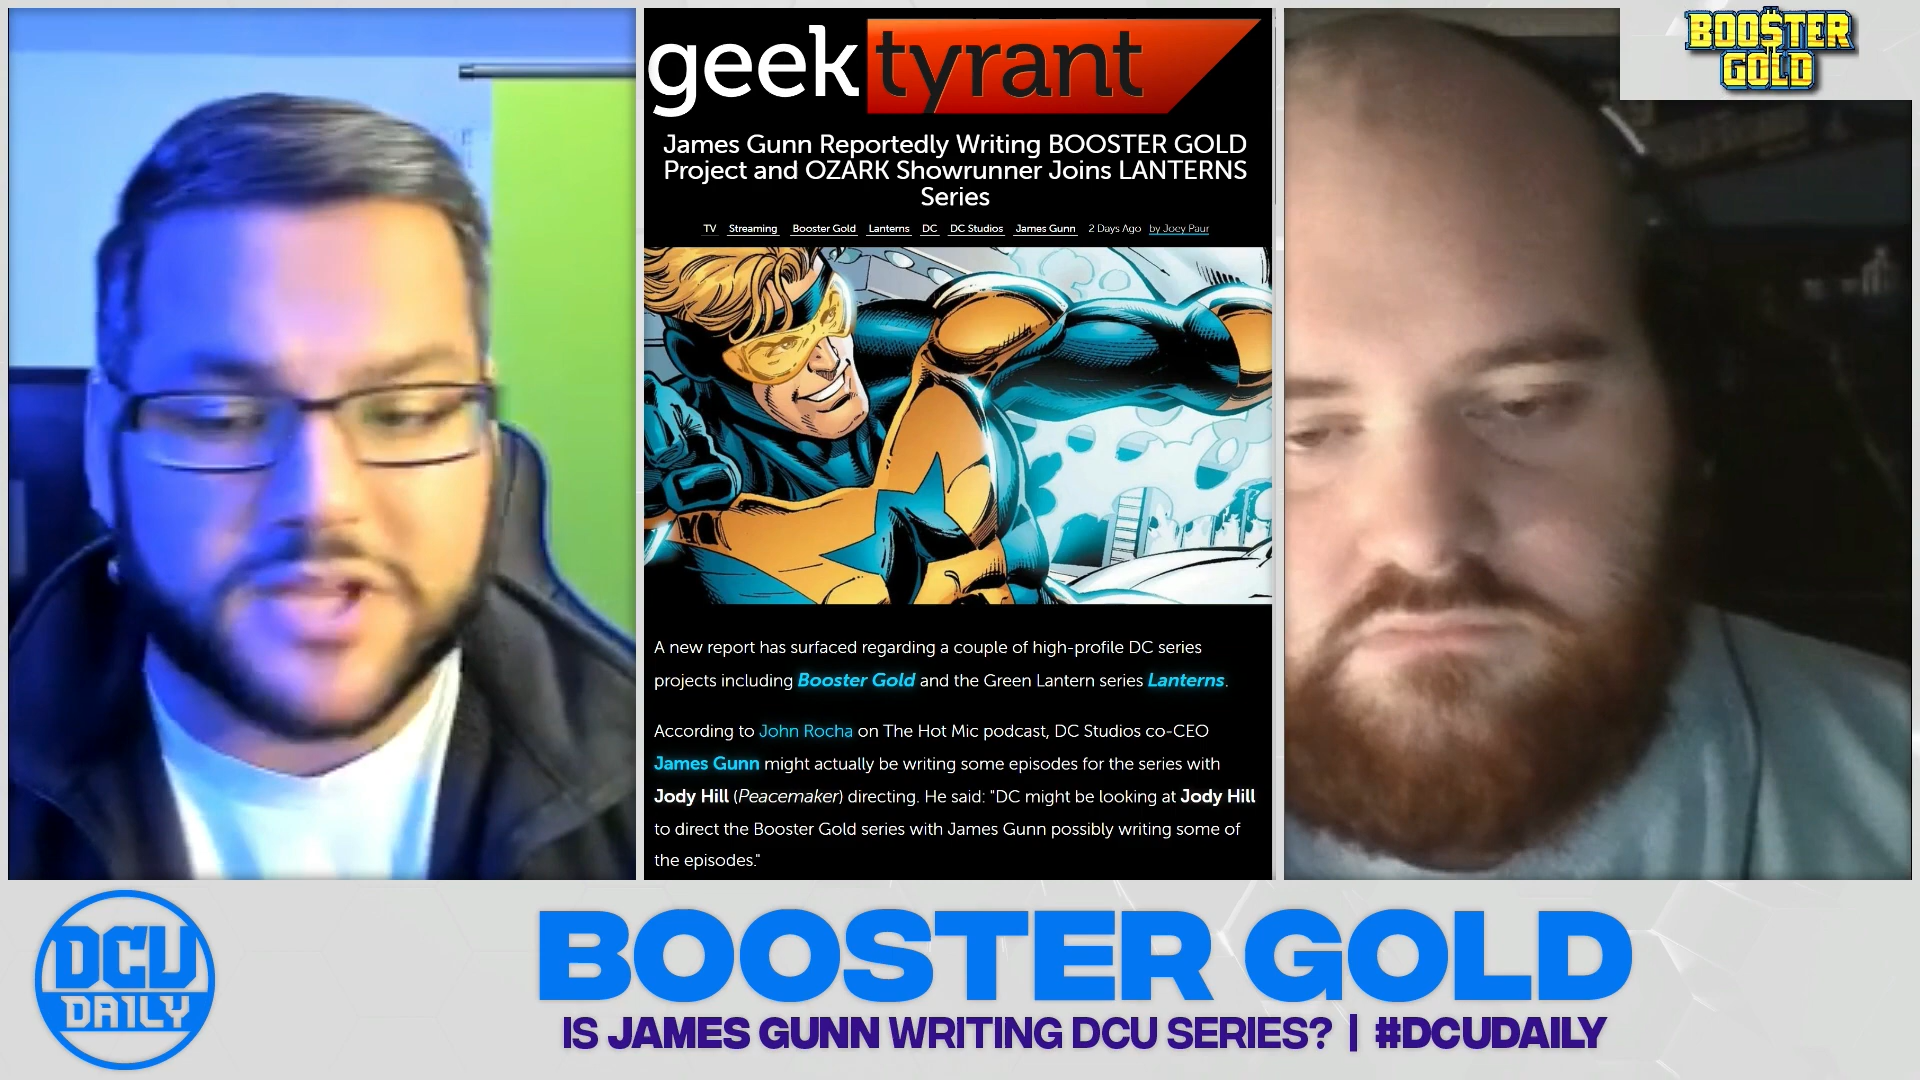 geek tyrant
James Gunn Reportedly Writing BOOSTER GOLD
Project and OZARK Showrunner Joins LANTERNS
Series
TV Streaming Booster Gold Lanterns DC DC Studios James Gunn 2 Days Ago by Joey Paur
A new report has surfaced regarding a couple of high-profile DC series
projects including Booster Gold and the Green Lantern series Lanterns.
According to John Rocha on The Hot Mic podcast, DC Studios co-CEO
James Gunn might actually be writing some episodes for the series with
Jody Hill (Peacemaker) directing. He said: "DC might be looking at Jody Hill
to direct the Booster Gold series with James Gunn possibly writing some of
the episodes."
BOO$TER
GOLD
DCU
DAILY
BOOSTER GOLD
IS JAMES GUNN WRITING DCU SERIES? | #DCUDAILY